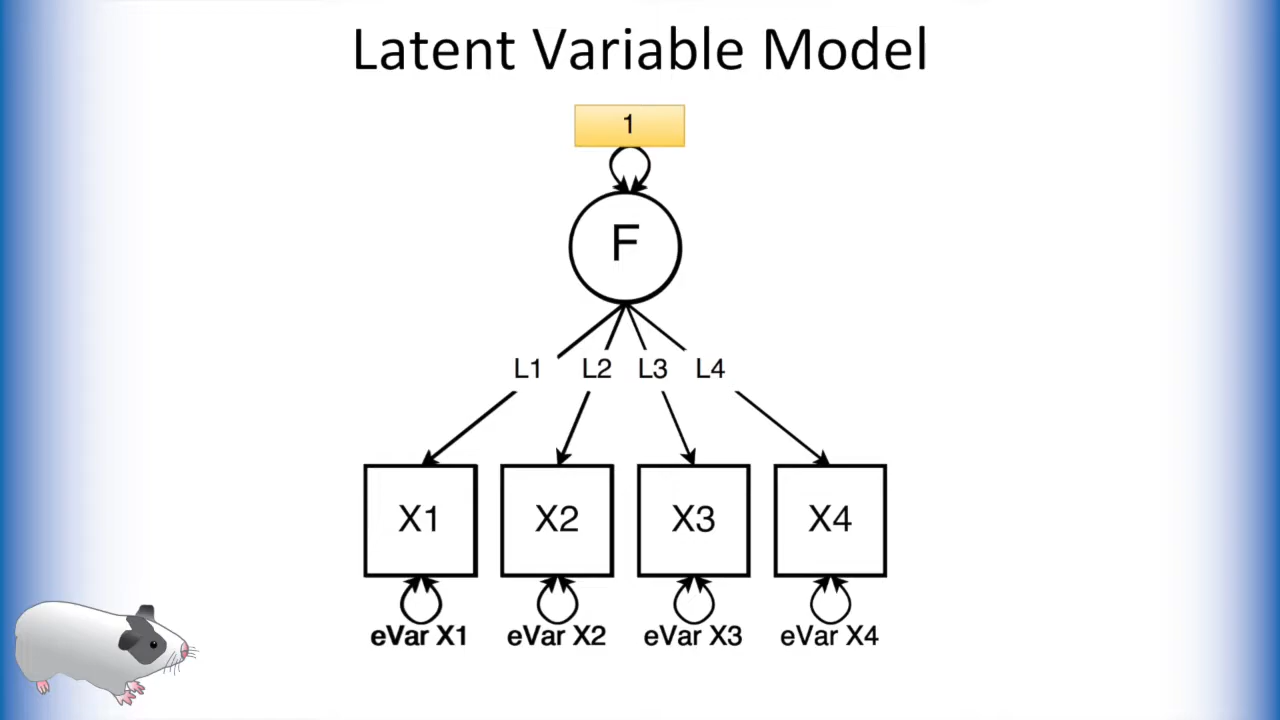 Latent Variable Model
1
F
L1 L2 L3 L4
X1 X2 X3 X4
eVar X1 eVar X2 eVar X3 eVar X4